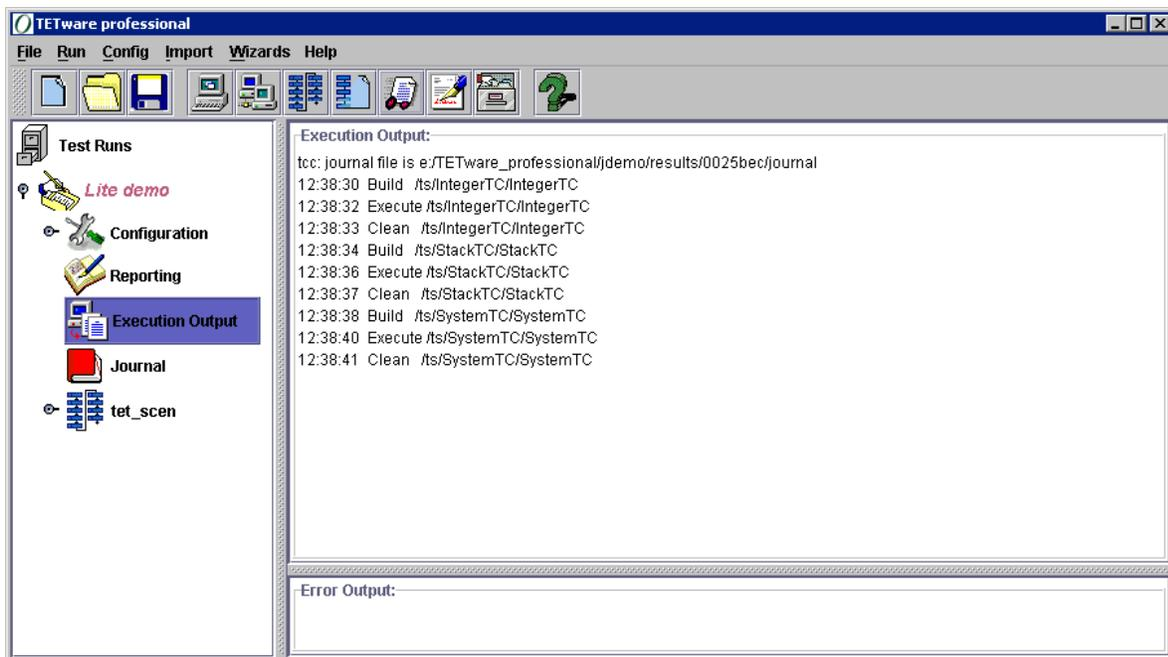 TETware professional
File Run Config Import Wizards Help
Test Runs
Lite demo
Configuration
Reporting
Execution Output
Journal
tet_scen
Execution Output:
tcc: journal file is e:/TETware_professional/jdemo/results/0025bec/journal
12:38:30 Build /ts/IntegerTC/IntegerTC
12:38:32 Execute /ts/IntegerTC/IntegerTC
12:38:33 Clean /ts/IntegerTC/IntegerTC
12:38:34 Build /ts/StackTC/StackTC
12:38:36 Execute /ts/StackTC/StackTC
12:38:37 Clean /ts/StackTC/StackTC
12:38:38 Build /ts/SystemTC/SystemTC
12:38:40 Execute /ts/SystemTC/SystemTC
12:38:41 Clean /ts/SystemTC/SystemTC
Error Output: